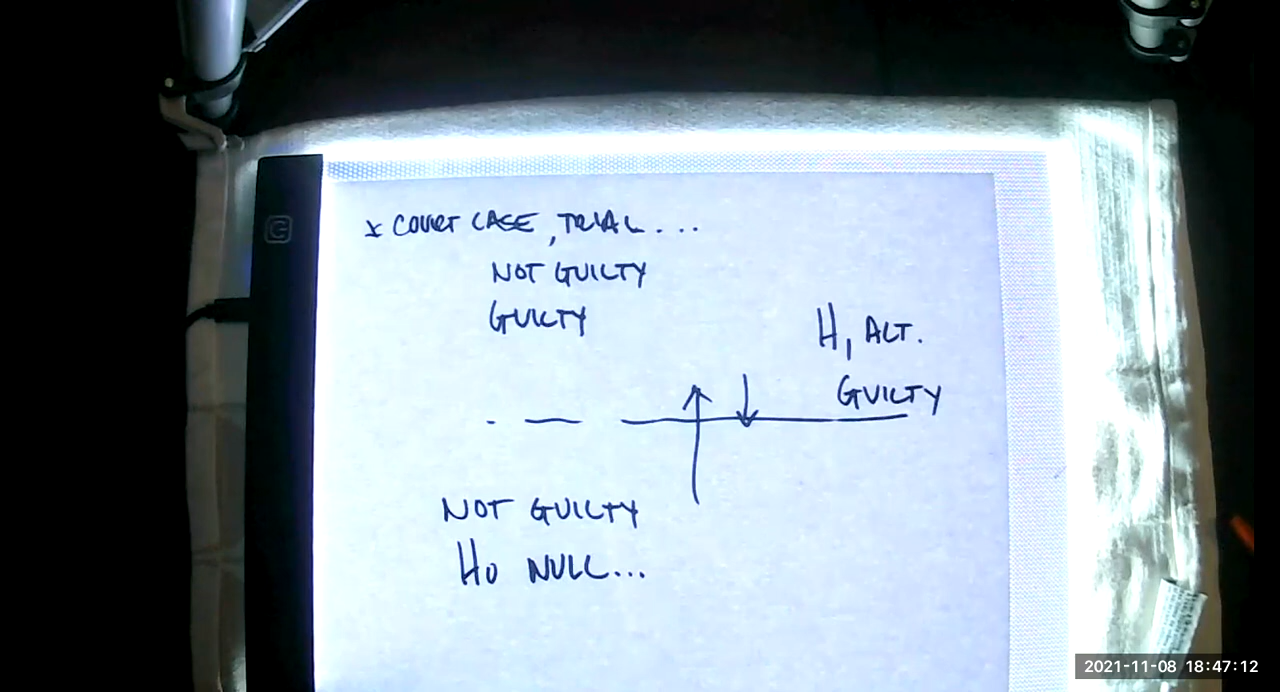 * COURT CASE, TRIAL...
NOT GUILTY
GUILTY
H1 ALT.
GUILTY
NOT GUILTY
H0 NULL...
2021-11-08 18:47:12